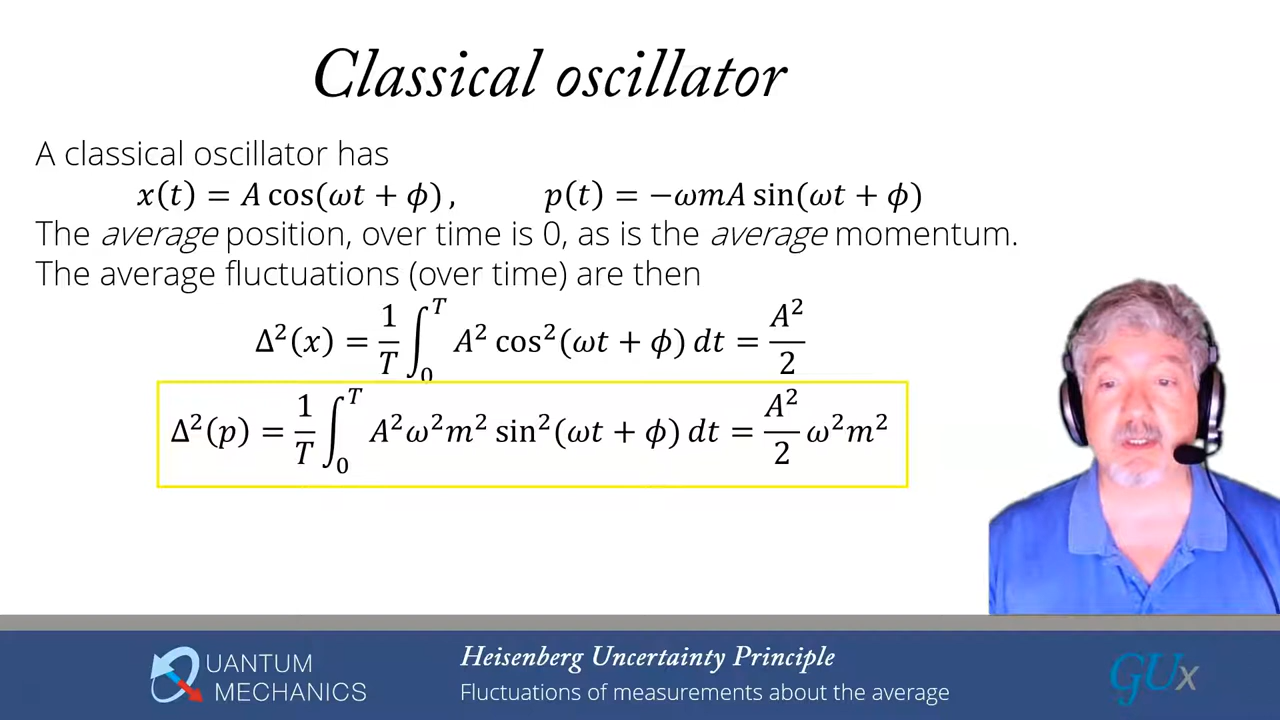 Classical oscillator
A classical oscillator has
x(t) = A cos(ωt + ϕ) ,    p(t) = −ωmA sin(ωt + ϕ)
The average position, over time is 0, as is the average momentum.
The average fluctuations (over time) are then
Δ²(x) = 1/T ∫₀ᵀ A² cos²(ωt + ϕ) dt = A²/2
Δ²(p) = 1/T ∫₀ᵀ A²ω²m² sin²(ωt + ϕ) dt = A²/2 ω²m²
QUANTUM
MECHANICS
Heisenberg Uncertainty Principle
Fluctuations of measurements about the average
GUx